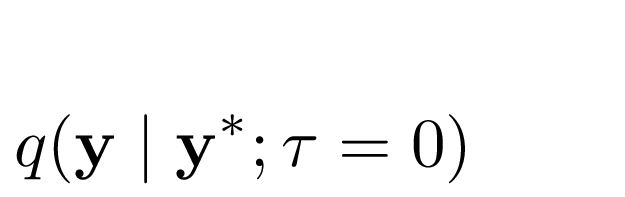 q(𝐲 | 𝐲*; τ = 0)